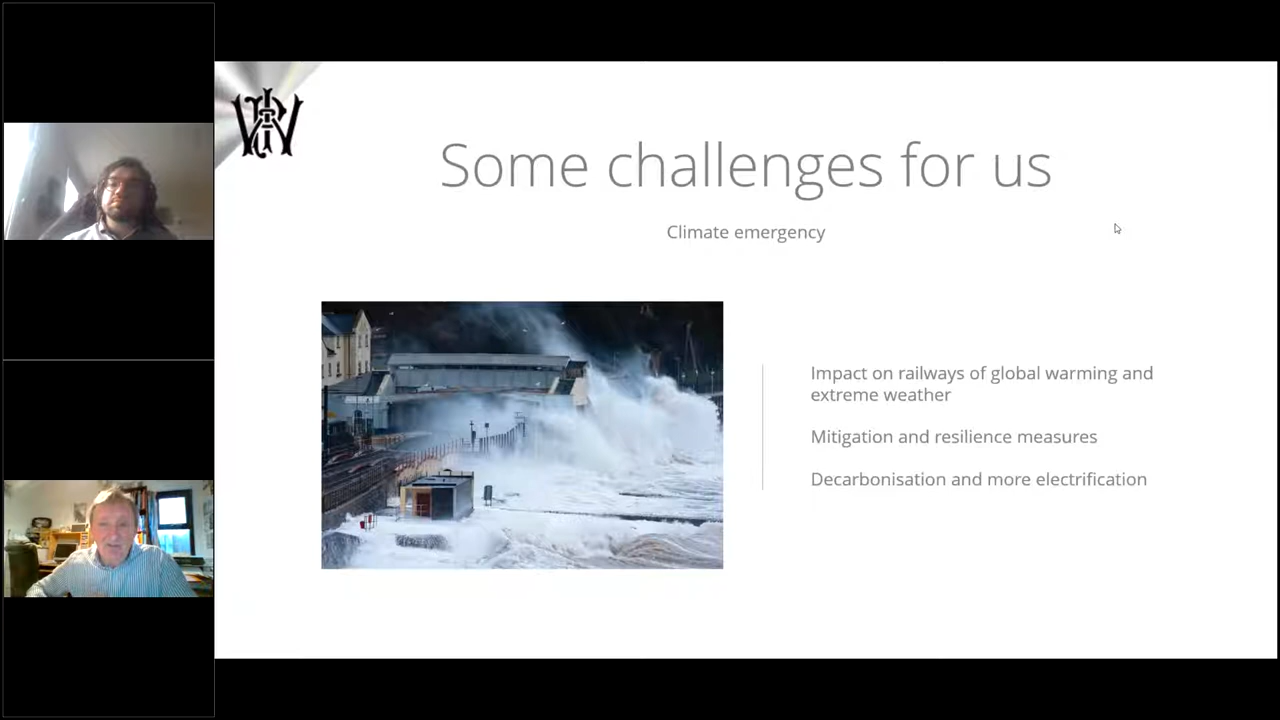 Some challenges for us
Climate emergency
Impact on railways of global warming and
extreme weather
Mitigation and resilience measures
Decarbonisation and more electrification